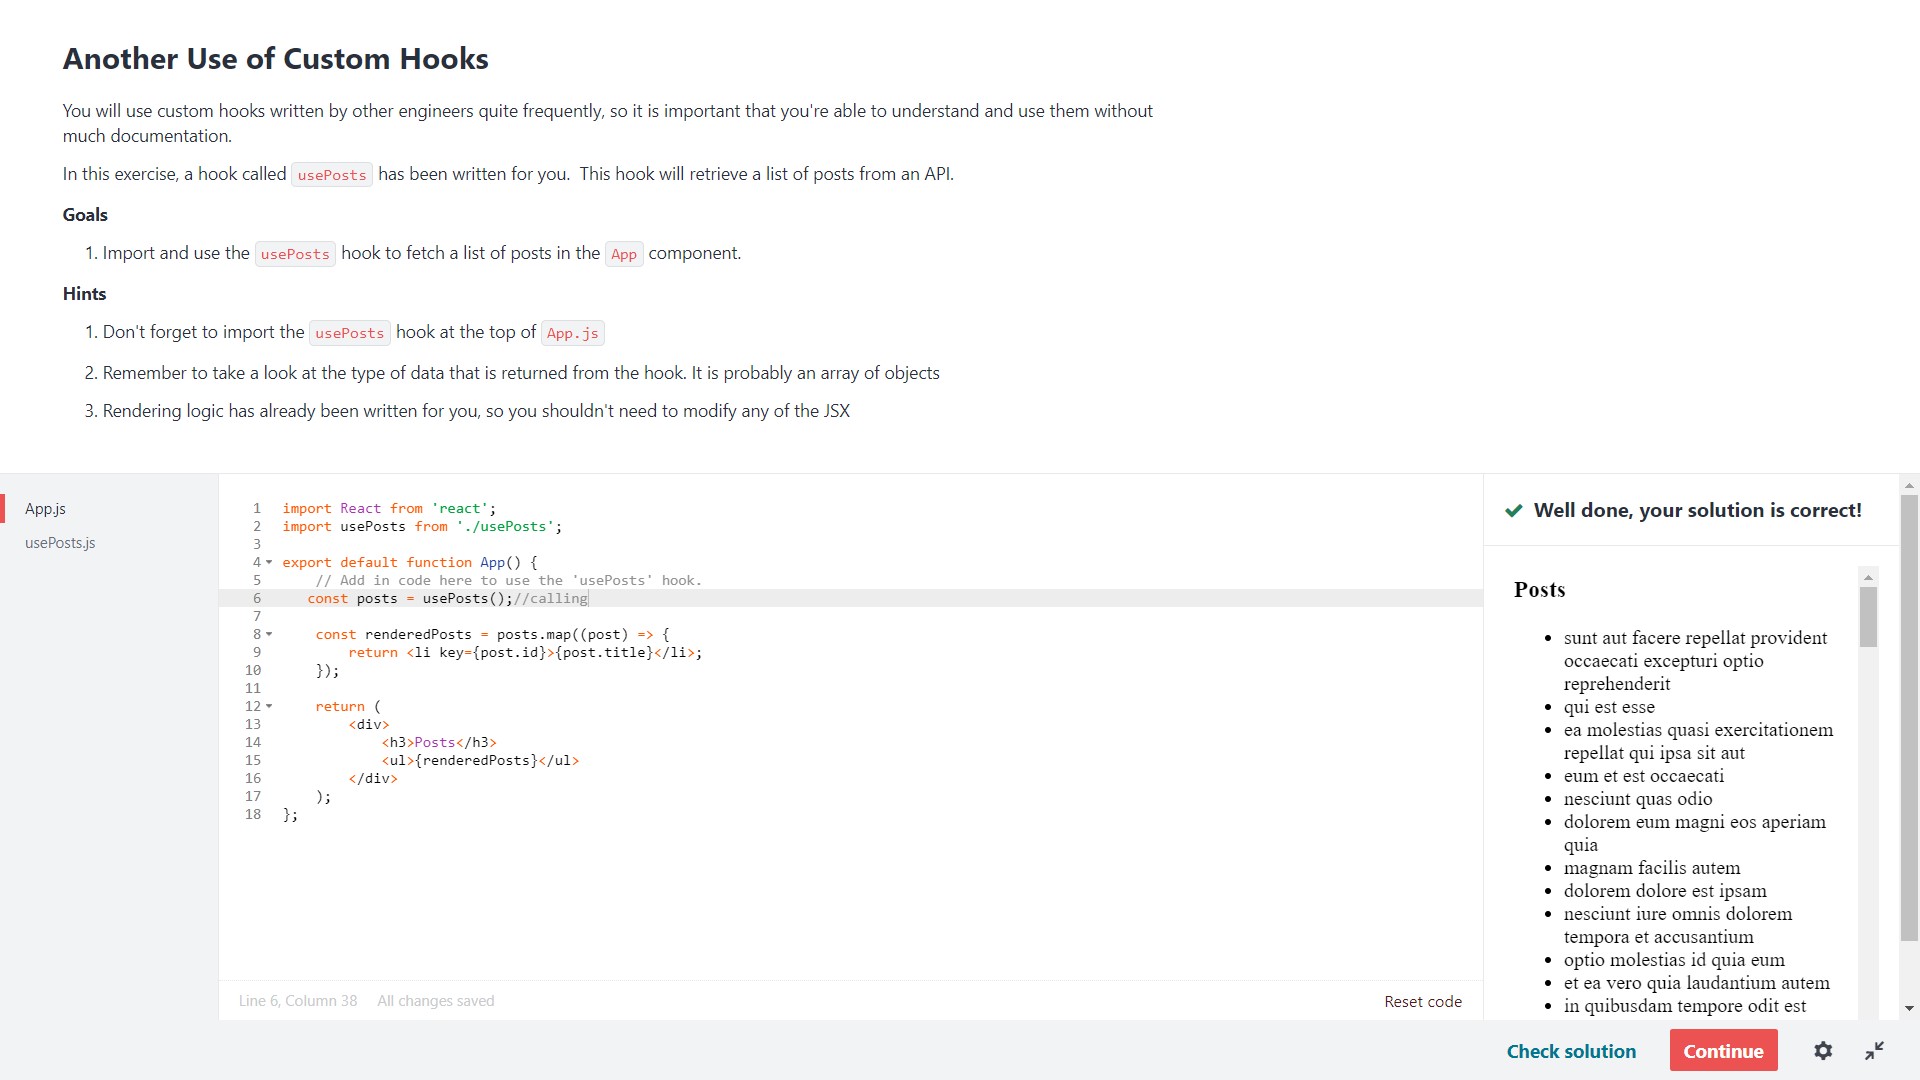 Another Use of Custom Hooks
You will use custom hooks written by other engineers quite frequently, so it is important that you're able to understand and use them without
much documentation.
In this exercise, a hook called usePosts has been written for you.  This hook will retrieve a list of posts from an API.
Goals
1. Import and use the usePosts hook to fetch a list of posts in the App component.
Hints
1. Don't forget to import the usePosts hook at the top of App.js
2. Remember to take a look at the type of data that is returned from the hook. It is probably an array of objects
3. Rendering logic has already been written for you, so you shouldn't need to modify any of the JSX
App.js
usePosts.js
1 import React from 'react';
2 import usePosts from './usePosts';
3
4 export default function App() {
5     // Add in code here to use the 'usePosts' hook.
6    const posts = usePosts();//calling
7
8     const renderedPosts = posts.map((post) => {
9         return <li key={post.id}>{post.title}</li>;
10     });
11
12     return (
13         <div>
14             <h3>Posts</h3>
15             <ul>{renderedPosts}</ul>
16         </div>
17     );
18 };
Line 6, Column 38 All changes saved
Reset code
Well done, your solution is correct!
Posts
• sunt aut facere repellat provident
occaecati excepturi optio
reprehenderit
• qui est esse
• ea molestias quasi exercitationem
repellat qui ipsa sit aut
• eum et est occaecati
• nesciunt quas odio
• dolorem eum magni eos aperiam
quia
• magnam facilis autem
• dolorem dolore est ipsam
• nesciunt iure omnis dolorem
tempora et accusantium
• optio molestias id quia eum
• et ea vero quia laudantium autem
• in quibusdam tempore odit est
Check solution
Continue